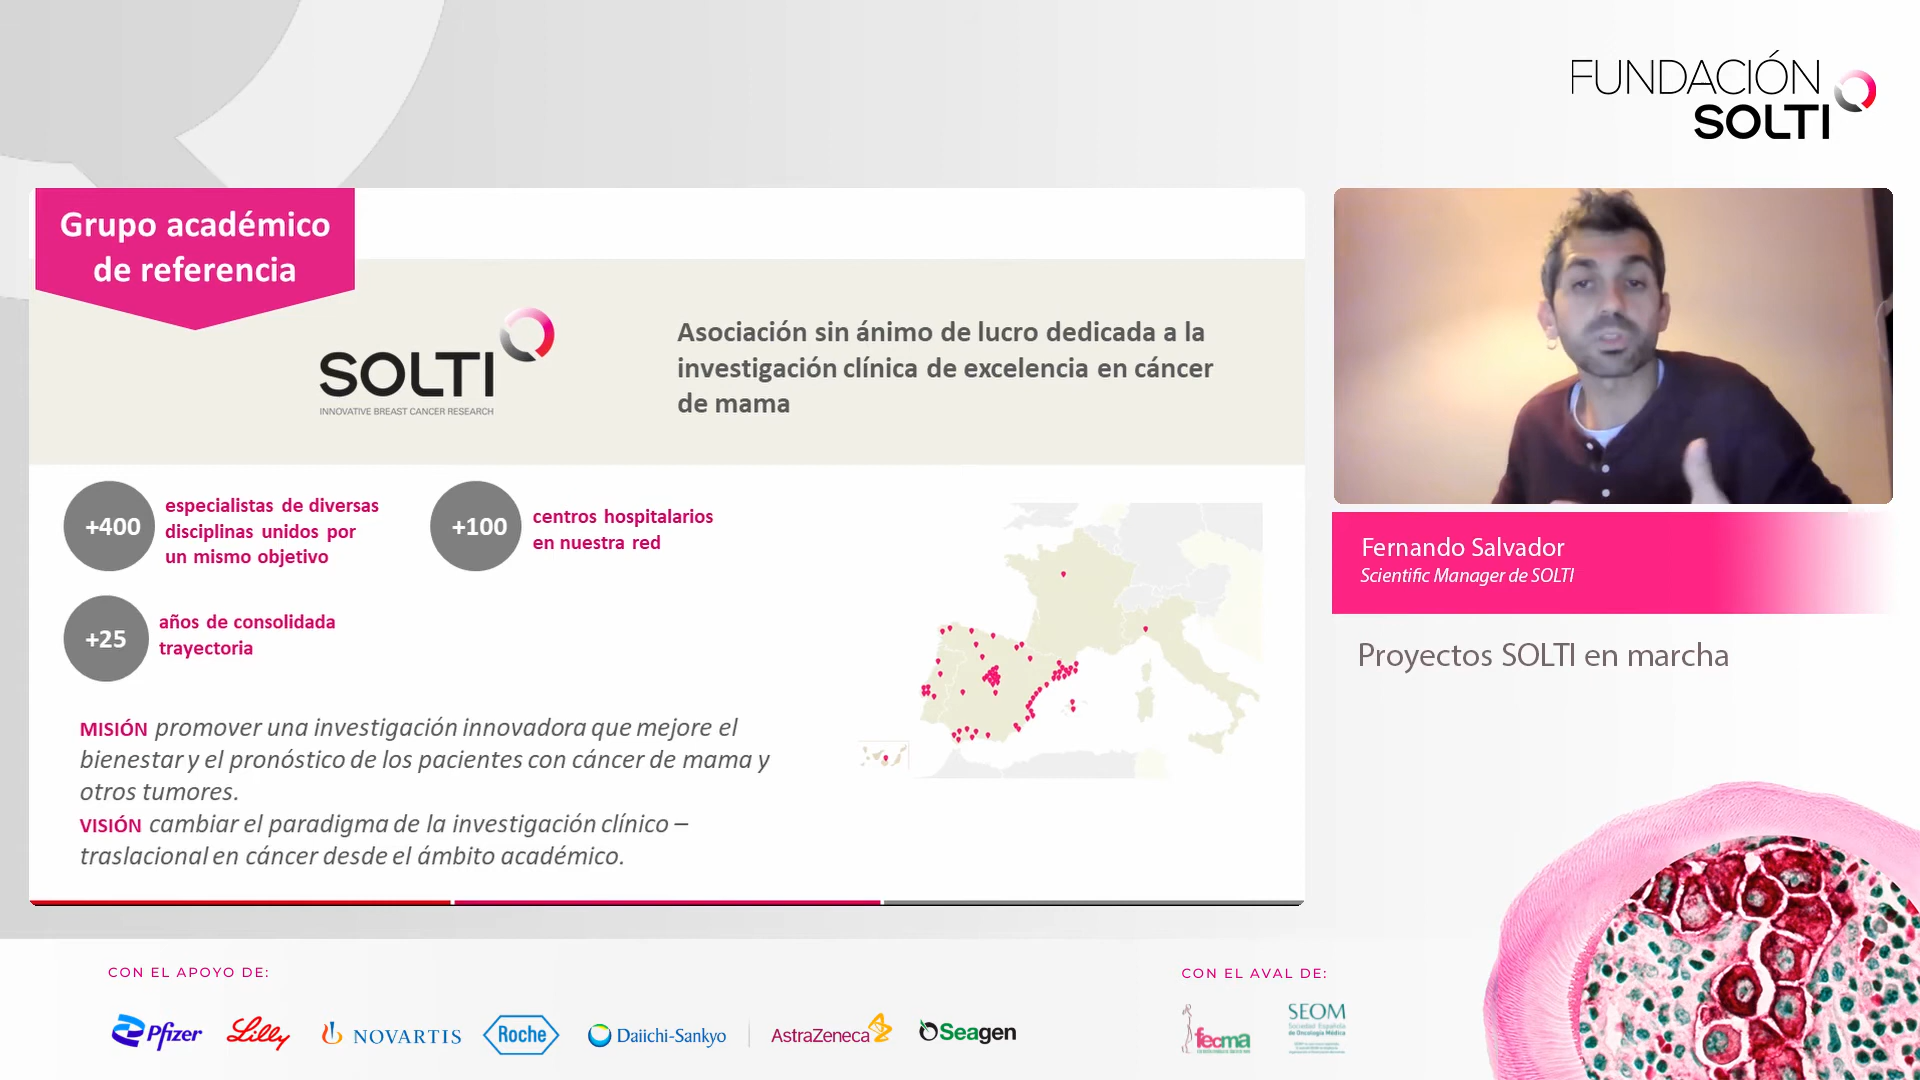 FUNDACIÓN
SOLTI
Grupo académico
de referencia
SOLTI
INNOVATIVE BREAST CANCER RESEARCH
Asociación sin ánimo de lucro dedicada a la
investigación clínica de excelencia en cáncer
de mama
+400
especialistas de diversas
disciplinas unidos por
un mismo objetivo
+100
centros hospitalarios
en nuestra red
+25
años de consolidada
trayectoria
MISIÓN promover una investigación innovadora que mejore el
bienestar y el pronóstico de los pacientes con cáncer de mama y
otros tumores.
VISIÓN cambiar el paradigma de la investigación clínico –
traslacional en cáncer desde el ámbito académico.
Fernando Salvador
Scientific Manager de SOLTI
Proyectos SOLTI en marcha
CON EL APOYO DE:
Pfizer
Lilly
NOVARTIS
Roche
Daiichi-Sankyo
AstraZeneca
Seagen
CON EL AVAL DE:
fecma
SEOM
Sociedad Española
de Oncología Médica